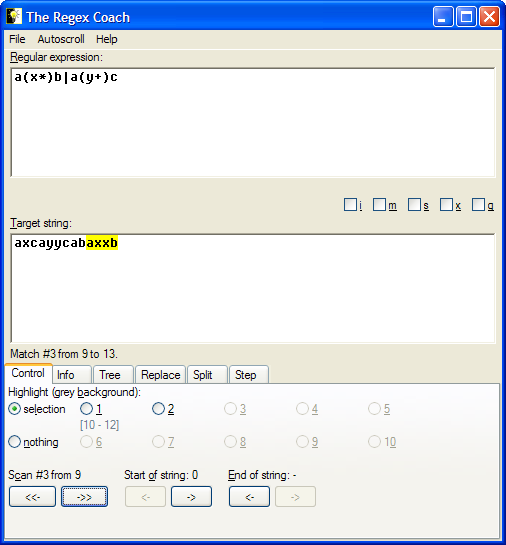 The Regex Coach
File Autoscroll Help
Regular expression:
a(x*)b|a(y+)c
i m s x g
Target string:
axcayycabaxxb
Match #3 from 9 to 13.
Control Info Tree Replace Split Step
Highlight (grey background):
selection 1 2 3 4 5
[10 - 12]
nothing 6 7 8 9 10
Scan #3 from 9 Start of string: 0 End of string: -
<<- ->> <- -> <- ->